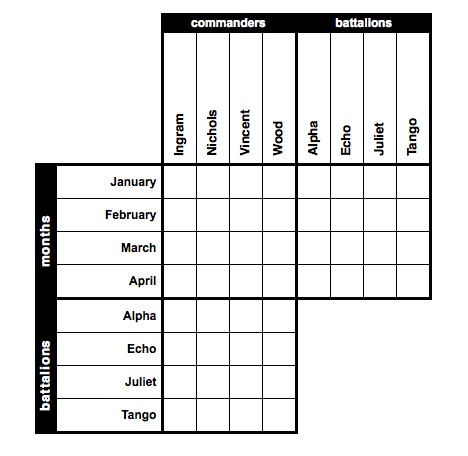 commanders battalions
Ingram Nichols Vincent Wood Alpha Echo Juliet Tango
months
January
February
March
April
battalions
Alpha
Echo
Juliet
Tango